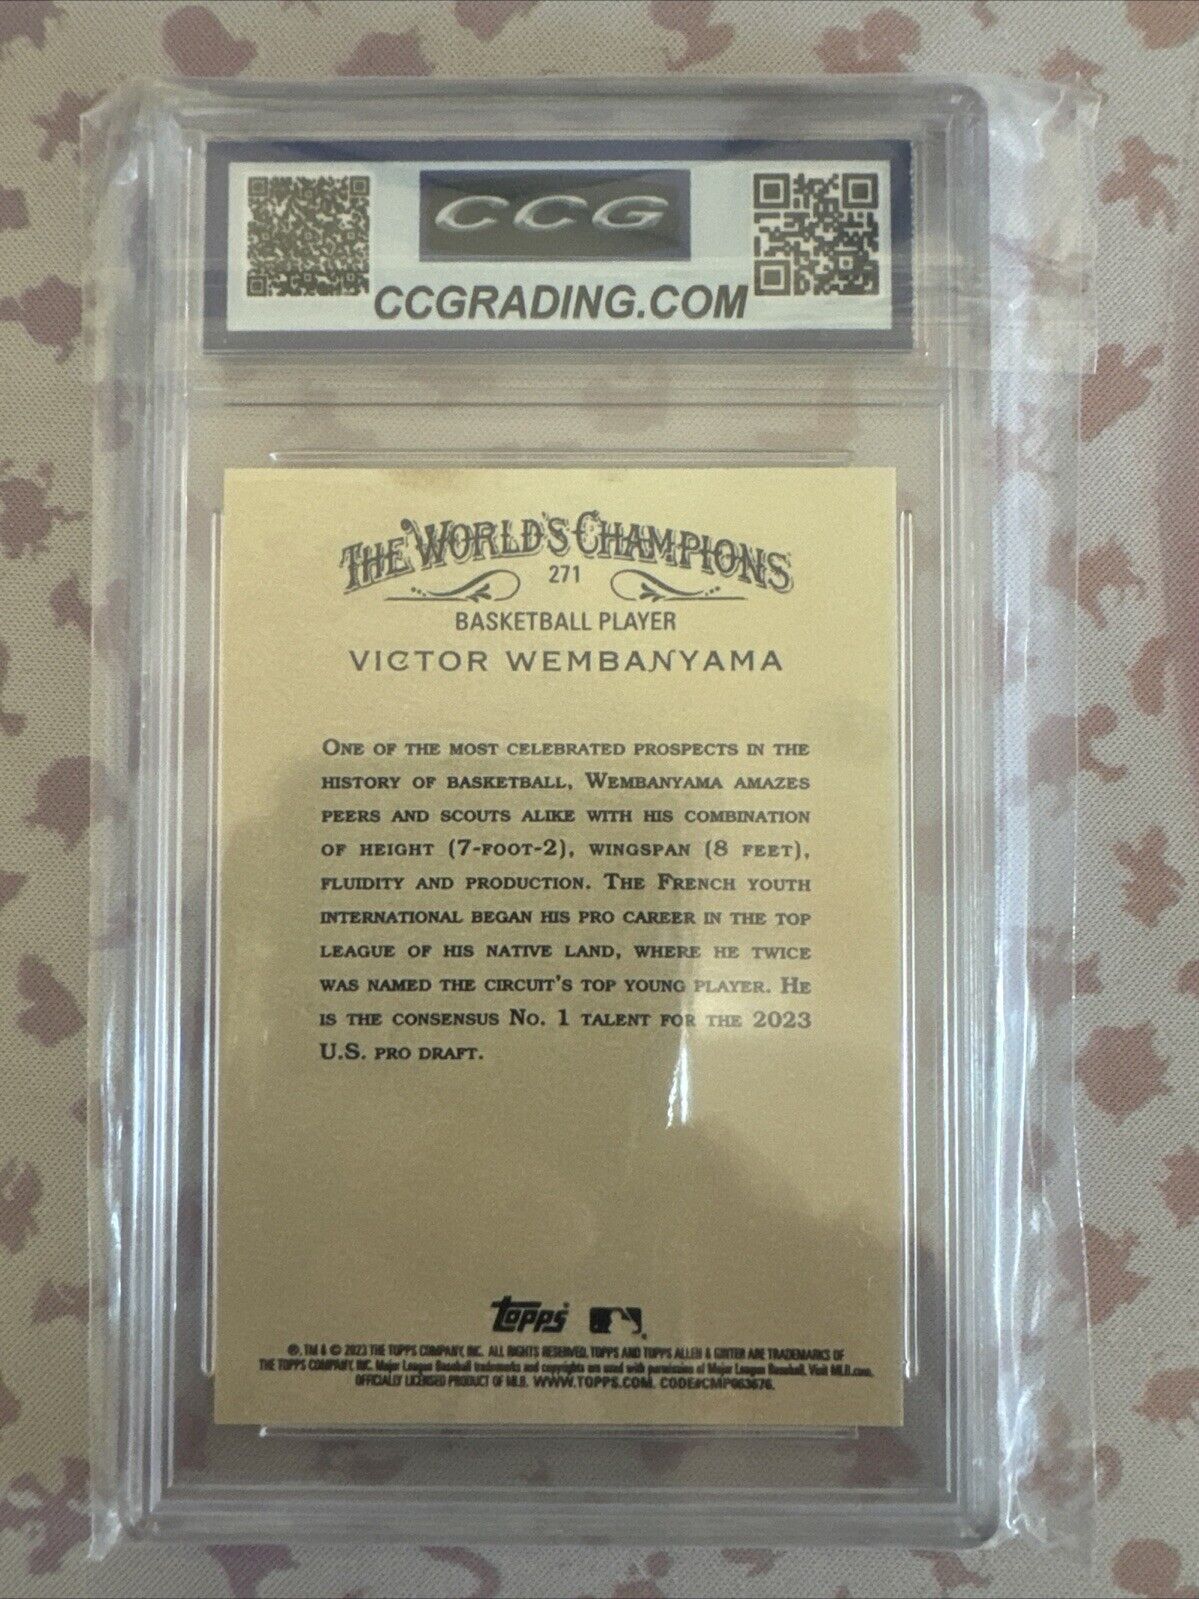 CCG
CCGRADING.COM
THE WORLD'S CHAMPIONS
271
BASKETBALL PLAYER
VICTOR WEMBANYAMA
ONE OF THE MOST CELEBRATED PROSPECTS IN THE
HISTORY OF BASKETBALL, WEMBANYAMA AMAZES
PEERS AND SCOUTS ALIKE WITH HIS COMBINATION
OF HEIGHT (7-FOOT-2), WINGSPAN (8 FEET),
FLUIDITY AND PRODUCTION. THE FRENCH YOUTH
INTERNATIONAL BEGAN HIS PRO CAREER IN THE TOP
LEAGUE OF HIS NATIVE LAND, WHERE HE TWICE
WAS NAMED THE CIRCUIT'S TOP YOUNG PLAYER. HE
IS THE CONSENSUS NO. 1 TALENT FOR THE 2023
U.S. PRO DRAFT.
topps
®, TM & © 2023 THE TOPPS COMPANY, INC. ALL RIGHTS RESERVED. TOPPS AND TOPPS ALLEN & GINTER ARE TRADEMARKS OF
THE TOPPS COMPANY, INC. Major League Baseball trademarks and copyrights are used with permission of Major League Baseball. Visit MLB.com.
OFFICIALLY LICENSED PRODUCT OF MLB. WWW.TOPPS.COM. CODE#CMP063676.